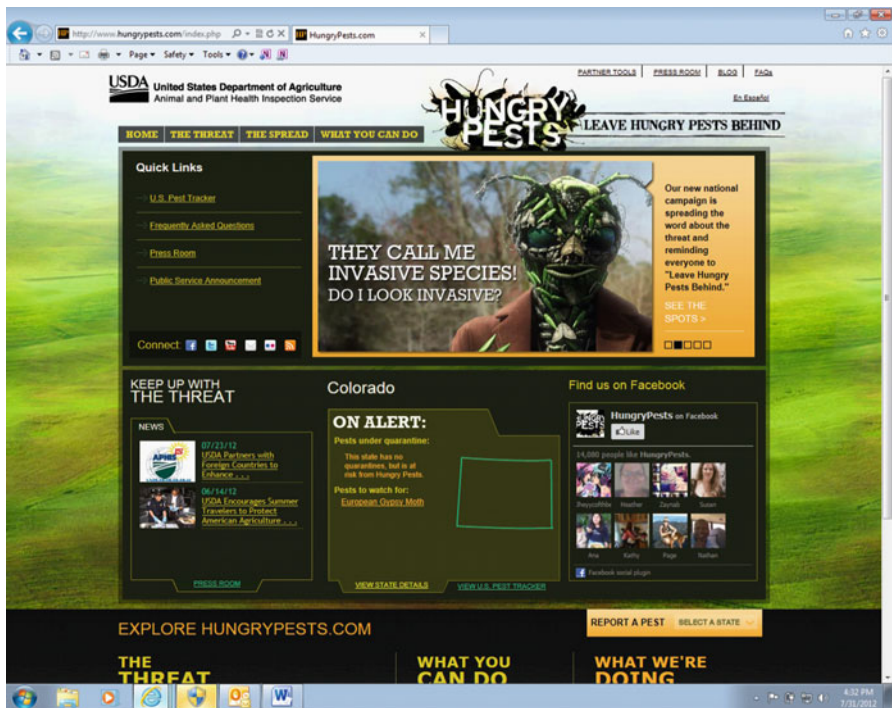 http://www.hungrypests.com/index.php
HungryPests.com
Page Safety Tools
PARTNER TOOLS PRESS ROOM BLOG FAQs
USDA United States Department of Agriculture
Animal and Plant Health Inspection Service
En Español
HUNGRY
PESTS
LEAVE HUNGRY PESTS BEHIND
HOME THE THREAT THE SPREAD WHAT YOU CAN DO
Quick Links
U.S. Pest Tracker
Frequently Asked Questions
Press Room
Public Service Announcement
Connect:
THEY CALL ME
INVASIVE SPECIES!
DO I LOOK INVASIVE?
Our new national
campaign is
spreading the
word about the
threat and
reminding
everyone to
"Leave Hungry
Pests Behind."
SEE THE
SPOTS >
KEEP UP WITH
THE THREAT
NEWS
APHIS
07/23/12
USDA Partners with
Foreign Countries to
Enhance . . .
06/14/12
USDA Encourages Summer
Travelers to Protect
American Agriculture . . .
PRESS ROOM
Colorado
ON ALERT:
Pests under quarantine:
This state has no
quarantines, but is at
risk from Hungry Pests.
Pests to watch for:
European Gypsy Moth
VIEW STATE DETAILS
VIEW U.S. PEST TRACKER
Find us on Facebook
HUNGRY
PESTS
HungryPests on Facebook
Like
14,080 people like HungryPests.
Heather Zaynab Susan
Ana Kathy Page Nathan
Facebook social plugin
EXPLORE HUNGRYPESTS.COM
REPORT A PEST SELECT A STATE
THE
THREAT
WHAT YOU
CAN DO
WHAT WE'RE
DOING
4:32 PM
7/31/2012